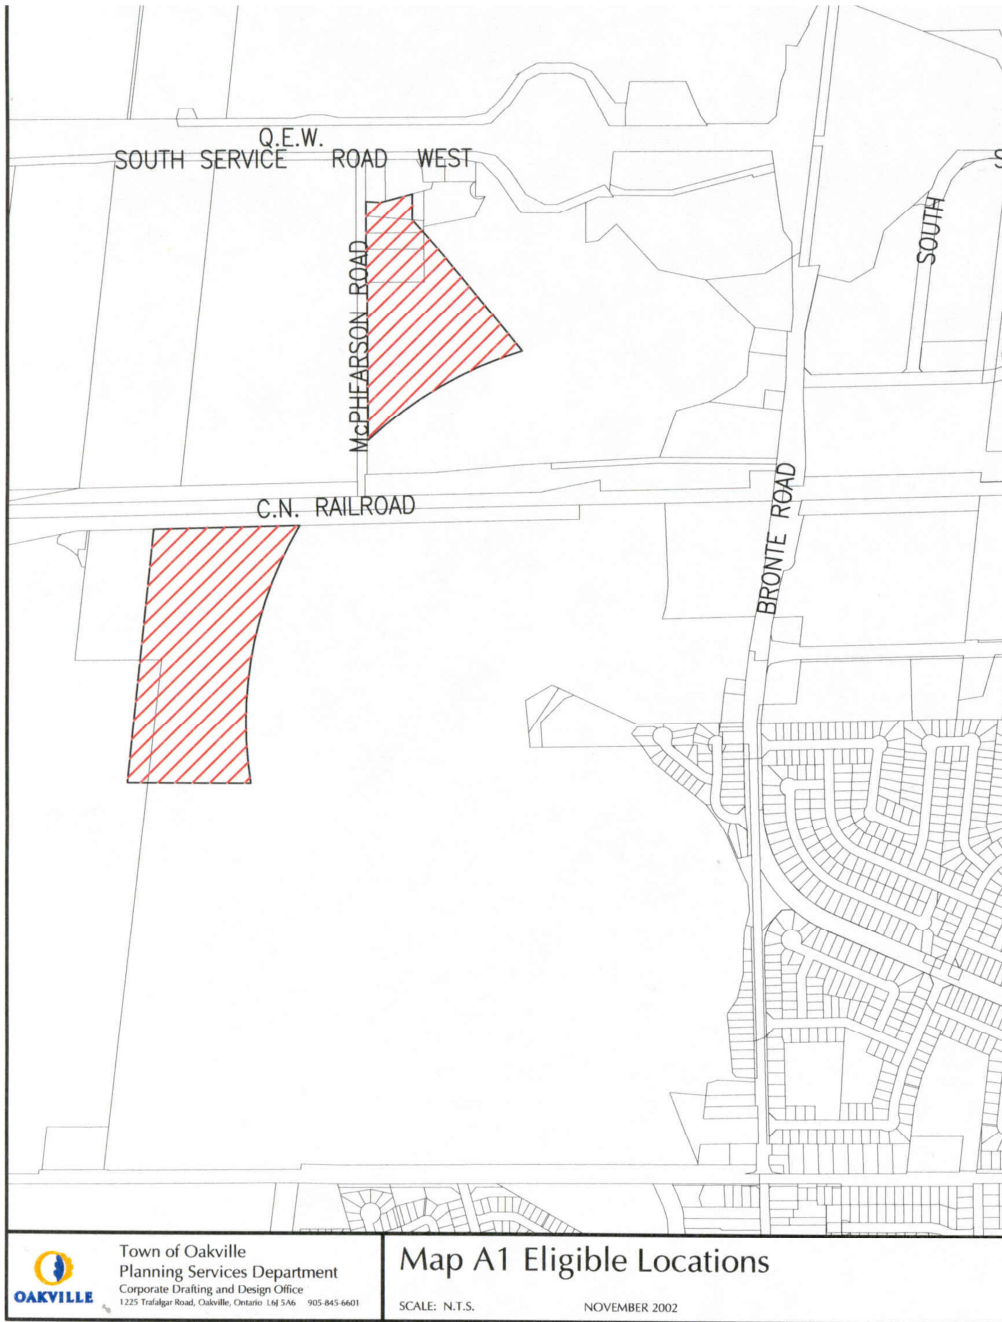 Q.E.W.
SOUTH SERVICE ROAD WEST
S
SOUTH
McPHEARSON ROAD
C.N. RAILROAD
BRONTE ROAD
OAKVILLE
Town of Oakville
Planning Services Department
Corporate Drafting and Design Office
1225 Trafalgar Road, Oakville, Ontario L6J 5A6 905-845-6601
Map A1 Eligible Locations
SCALE: N.T.S. NOVEMBER 2002